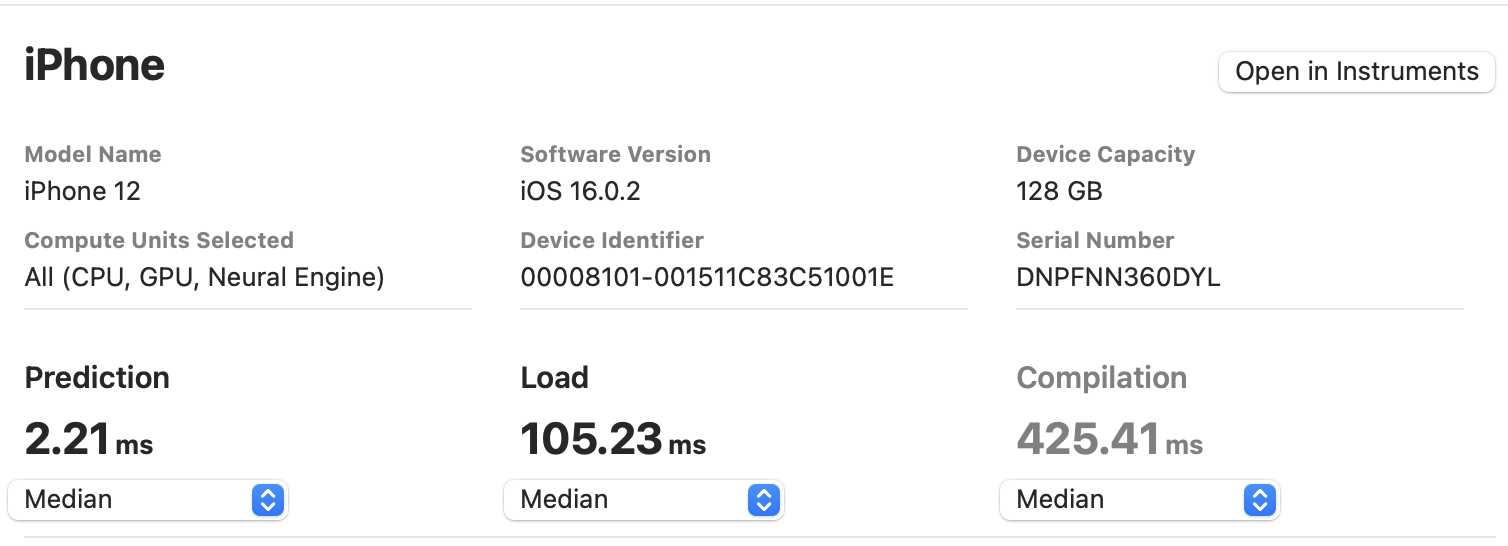 iPhone
Open in Instruments
Model Name
Software Version
Device Capacity
iPhone 12
iOS 16.0.2
128 GB
Compute Units Selected
Device Identifier
Serial Number
All (CPU, GPU, Neural Engine)
00008101-001511C83C51001E
DNPFNN360DYL
Prediction
Load
Compilation
2.21 ms
105.23 ms
425.41 ms
Median
Median
Median